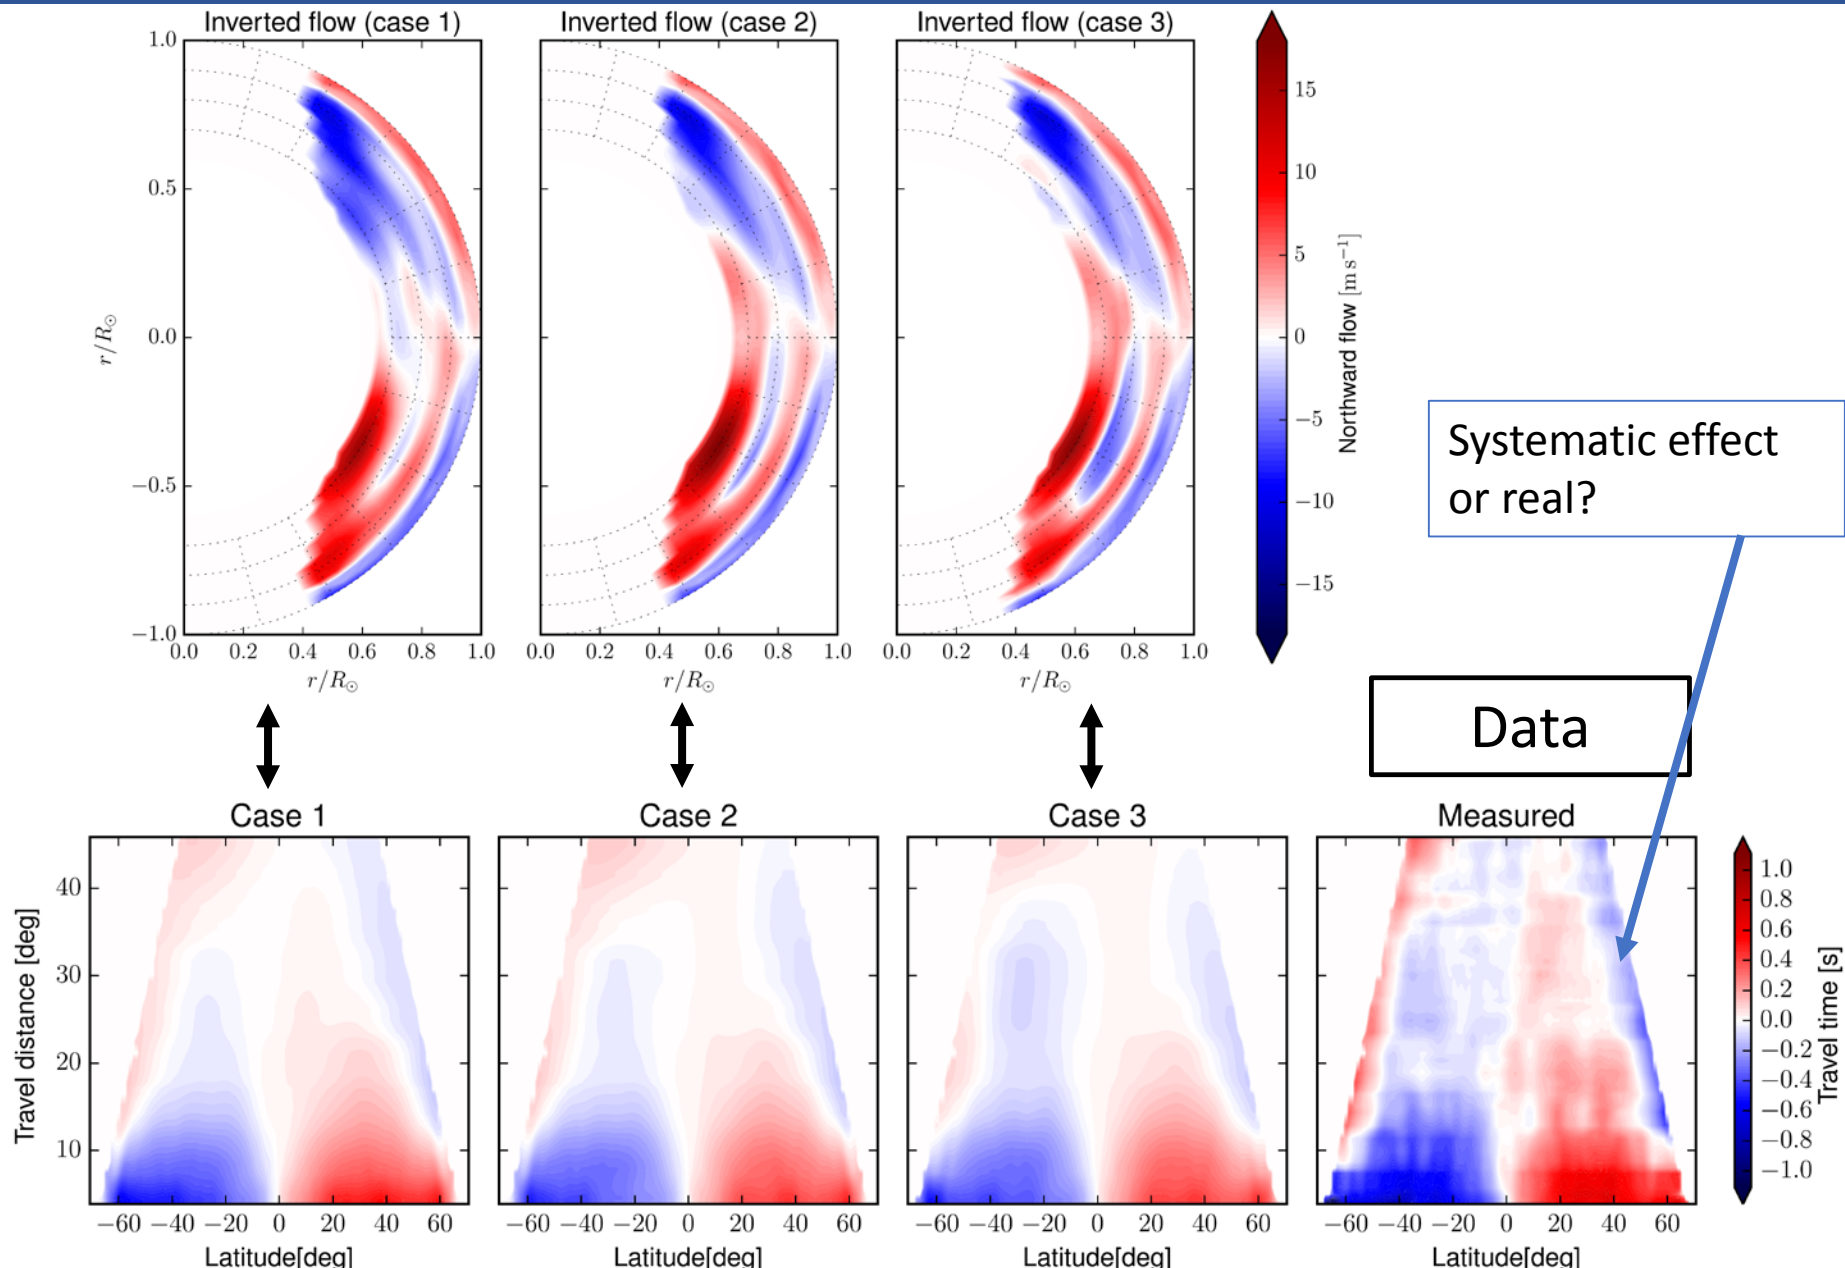 Inverted flow (case 1)
Inverted flow (case 2)
Inverted flow (case 3)
1.0
0.5
0.0
−0.5
−1.0
r/R☉
0.0 0.2 0.4 0.6 0.8 1.0
0.0 0.2 0.4 0.6 0.8 1.0
0.0 0.2 0.4 0.6 0.8 1.0
r/R☉
r/R☉
r/R☉
15
10
5
0
−5
−10
−15
Northward flow [m s⁻¹]
Systematic effect
or real?
Data
Case 1
Case 2
Case 3
Measured
40
30
20
10
Travel distance [deg]
−60 −40 −20 0 20 40 60
−60 −40 −20 0 20 40 60
−60 −40 −20 0 20 40 60
−60 −40 −20 0 20 40 60
Latitude[deg]
Latitude[deg]
Latitude[deg]
Latitude[deg]
1.0
0.8
0.6
0.4
0.2
0.0
−0.2
−0.4
−0.6
−0.8
−1.0
Travel time [s]